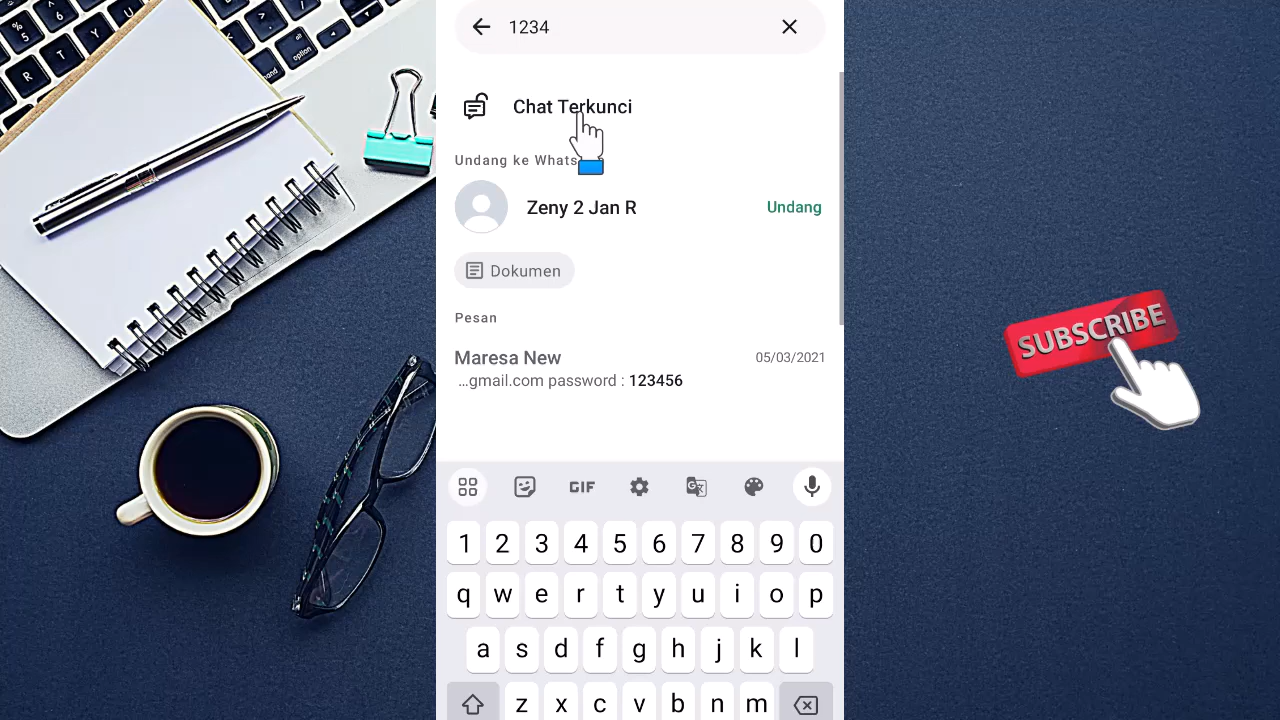 1234
Chat Terkunci
Undang ke Whats
Zeny 2 Jan R
Undang
Dokumen
Pesan
Maresa New
05/03/2021
...gmail.com password : 123456
SUBSCRIBE
GIF
1 2 3 4 5 6 7 8 9 0
q w e r t y u i o p
a s d f g h j k l
z x c v b n m